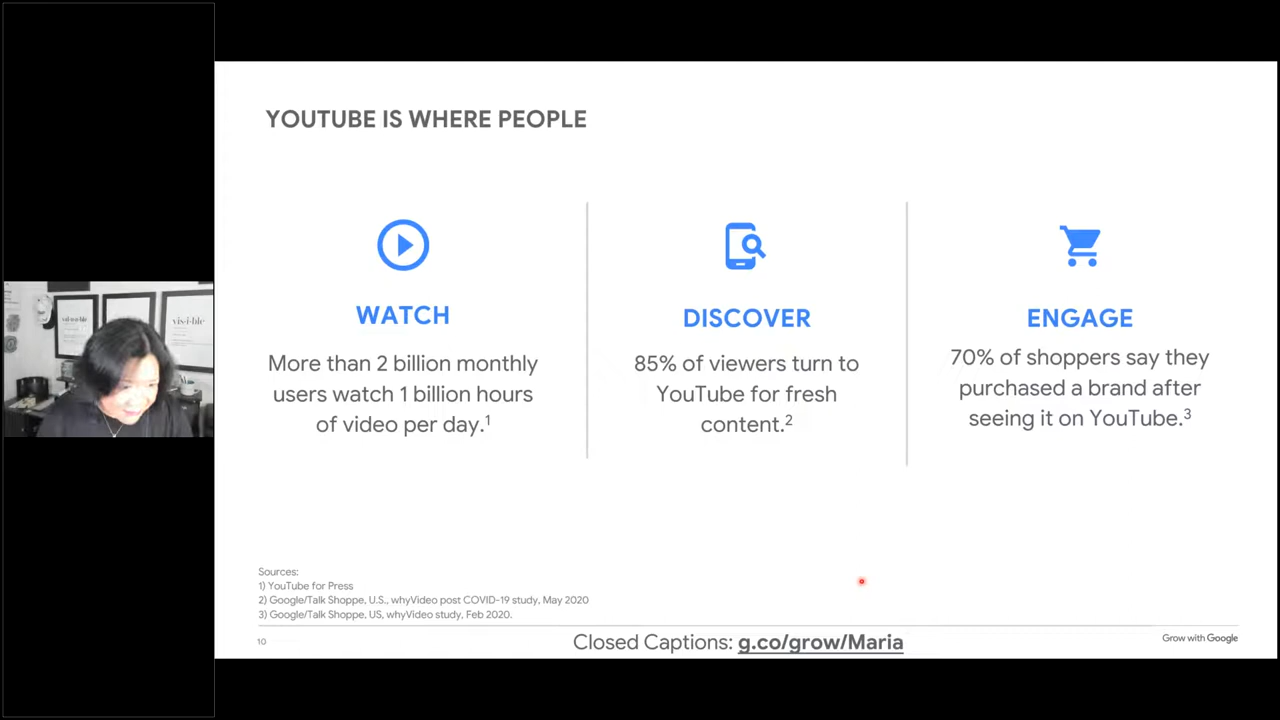 YOUTUBE IS WHERE PEOPLE
WATCH
More than 2 billion monthly
users watch 1 billion hours
of video per day.1
DISCOVER
85% of viewers turn to
YouTube for fresh
content.2
ENGAGE
70% of shoppers say they
purchased a brand after
seeing it on YouTube.3
Sources:
1) YouTube for Press
2) Google/Talk Shoppe, U.S., whyVideo post COVID-19 study, May 2020
3) Google/Talk Shoppe, US, whyVideo study, Feb 2020.
10
Closed Captions: g.co/grow/Maria
Grow with Google
vis·i·ble